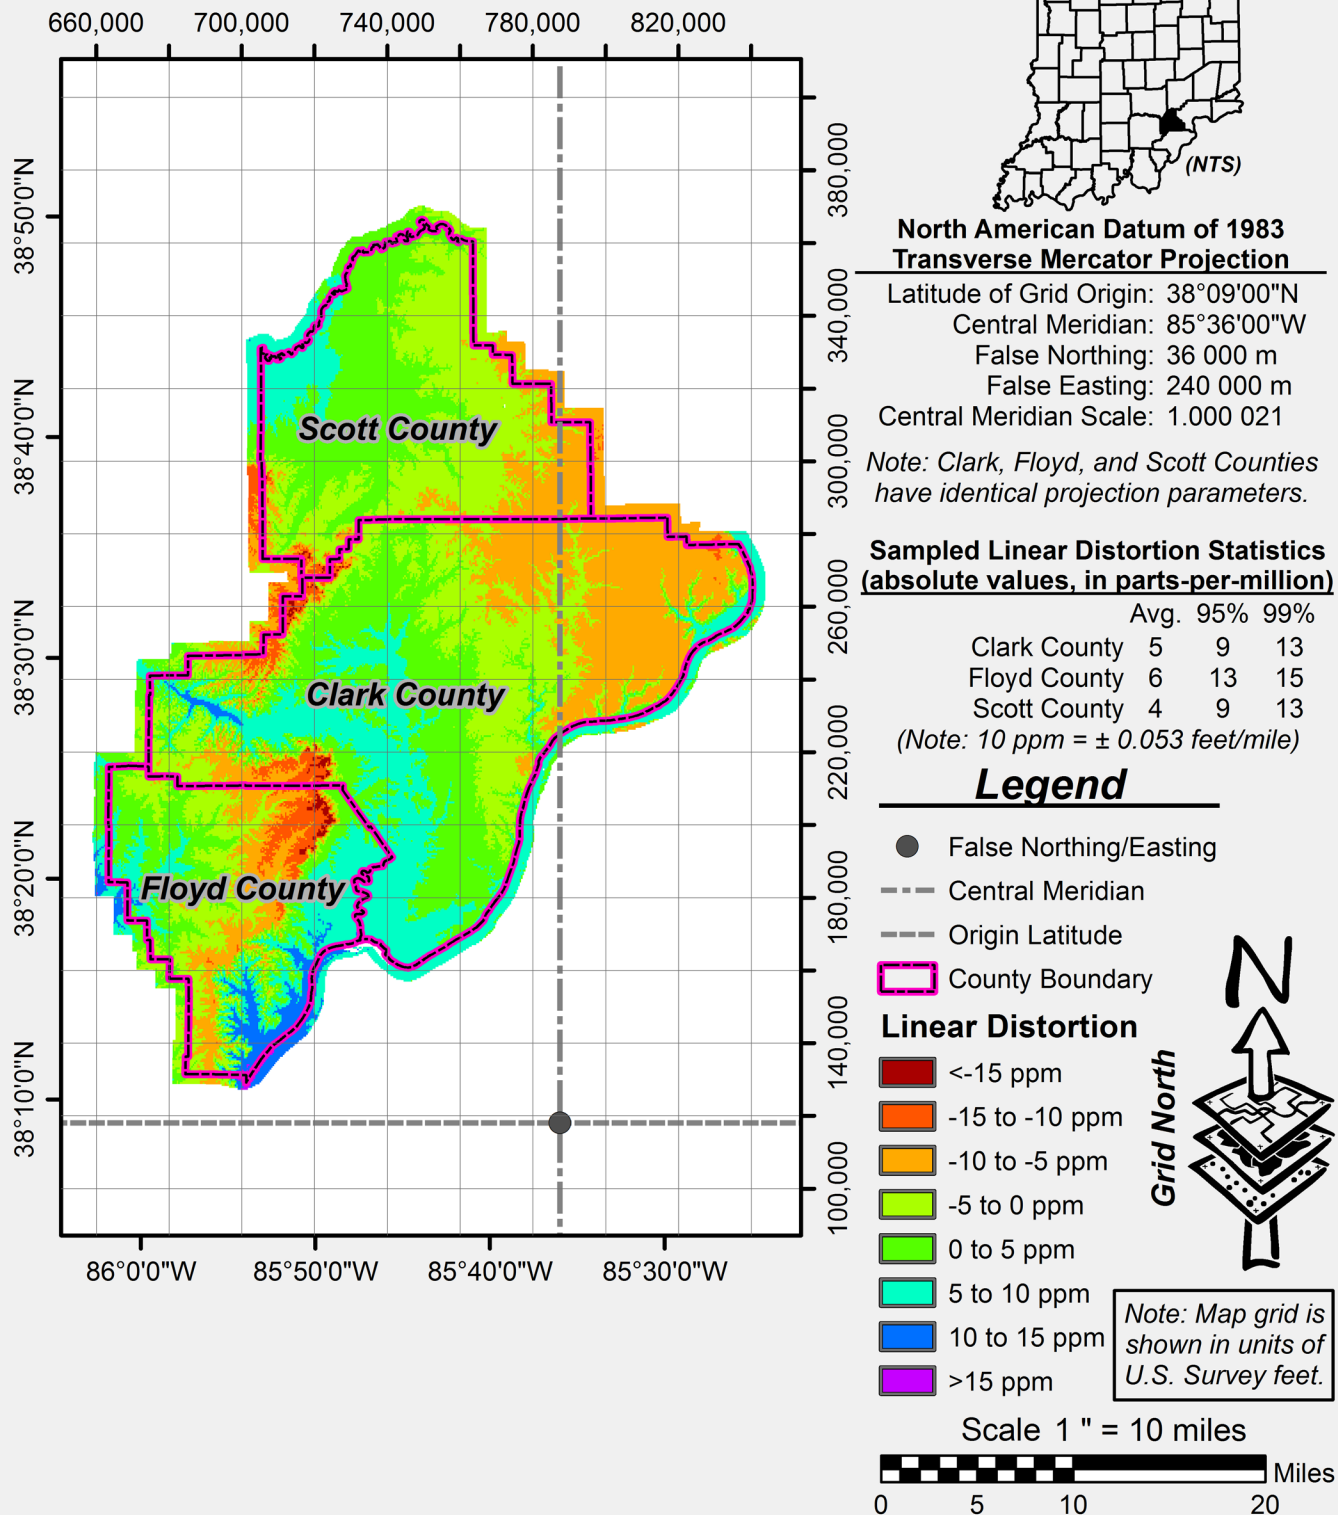 660,000 700,000 740,000 780,000 820,000
38°50'0"N
38°40'0"N
38°30'0"N
38°20'0"N
38°10'0"N
380,000
340,000
300,000
260,000
220,000
180,000
140,000
100,000
86°00'0"W 85°50'0"W 85°40'0"W 85°30'0"W
Scott County
Clark County
Floyd County
(NTS)
North American Datum of 1983
Transverse Mercator Projection
Latitude of Grid Origin: 38°09'00"N
Central Meridian: 85°36'00"W
False Northing: 36 000 m
False Easting: 240 000 m
Central Meridian Scale: 1.000 021
Note: Clark, Floyd, and Scott Counties
have identical projection parameters.
Sampled Linear Distortion Statistics
(absolute values, in parts-per-million)
Avg. 95% 99%
Clark County 5 9 13
Floyd County 6 13 15
Scott County 4 9 13
(Note: 10 ppm = ± 0.053 feet/mile)
Legend
False Northing/Easting
Central Meridian
Origin Latitude
County Boundary
Linear Distortion
<-15 ppm
-15 to -10 ppm
-10 to -5 ppm
-5 to 0 ppm
0 to 5 ppm
5 to 10 ppm
10 to 15 ppm
>15 ppm
N
Grid North
Note: Map grid is
shown in units of
U.S. Survey feet.
Scale 1 " = 10 miles
Miles
0 5 10 20